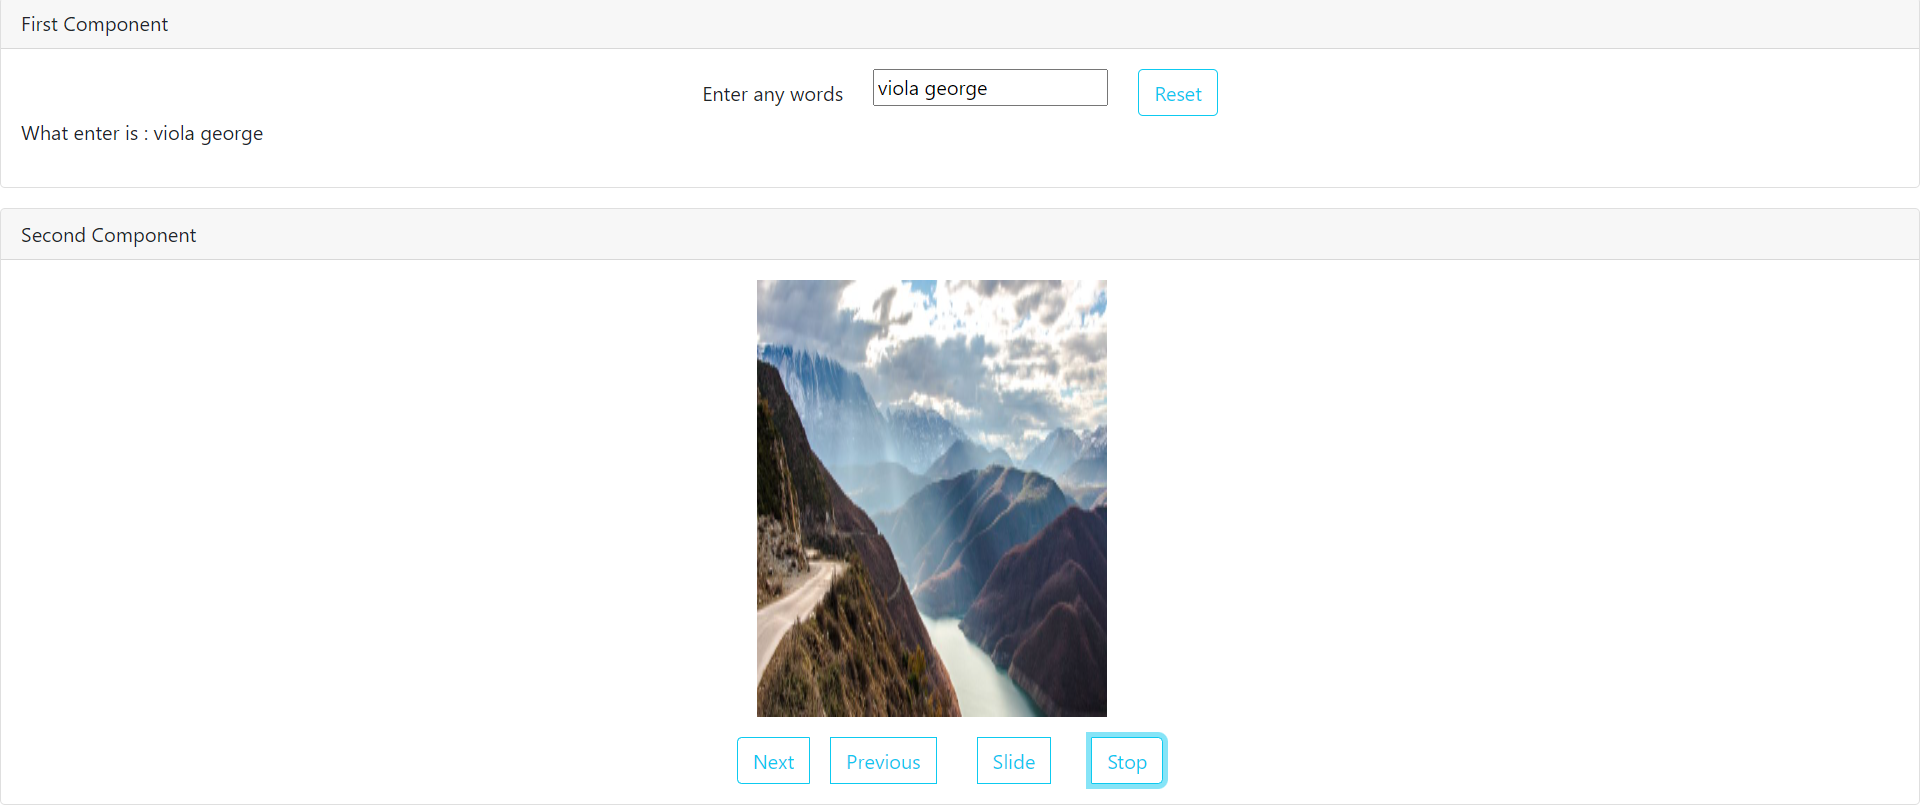 First Component
Enter any words viola george Reset
What enter is : viola george
Second Component
Next Previous Slide Stop